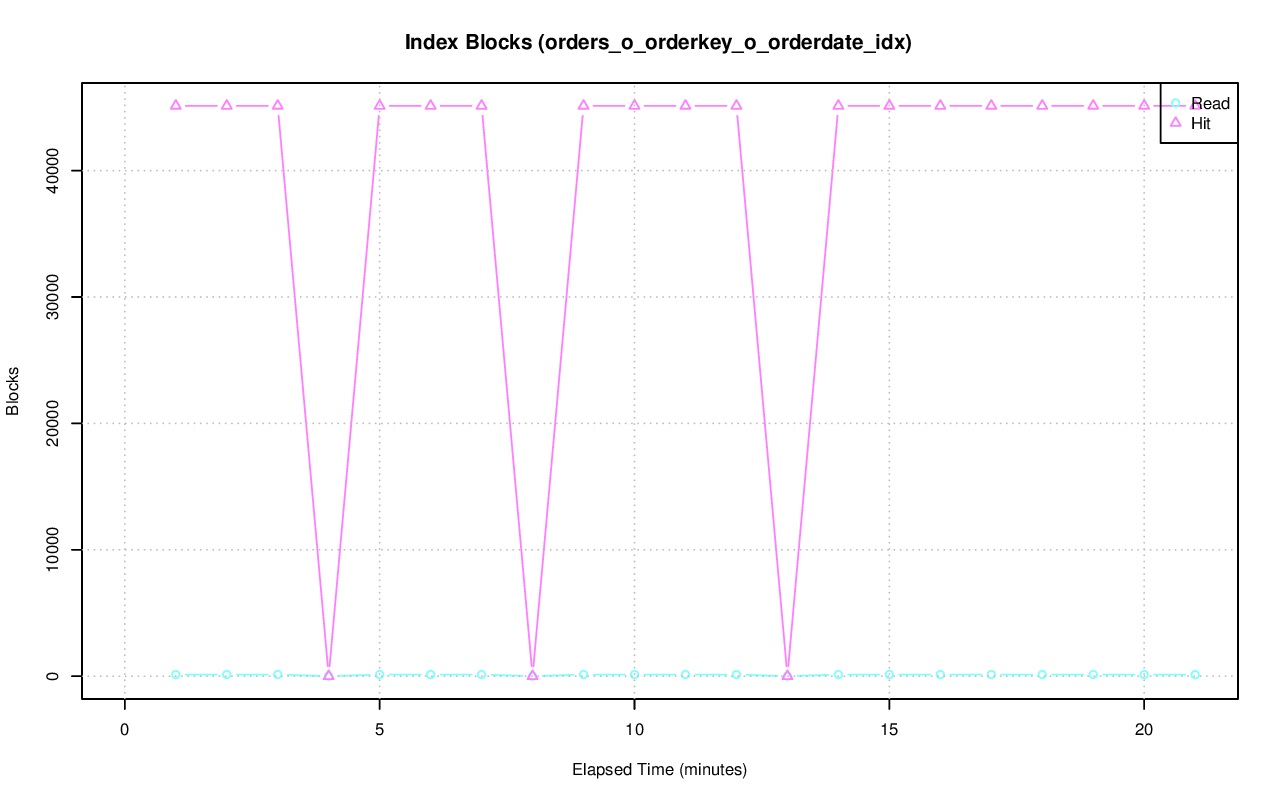 Index Blocks (orders_o_orderkey_o_orderdate_idx)
Read
Hit
Blocks
40000
30000
20000
10000
0
0 5 10 15 20
Elapsed Time (minutes)